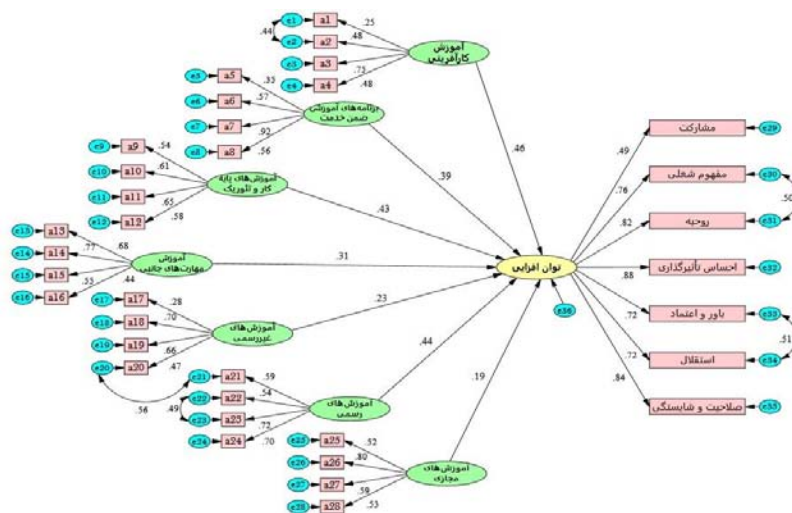 e1 a1 .25
.44
e2 a2 .48
e3 a3
e4 a4 .75
.48
آموزش
کارآفرینی
e5 a5 .35
e6 a6 .57
e7 a7
e8 a8 .92
.56
برنامه‌های آموزشی
ضمن خدمت
e9 a9 .54
e10 a10 .61
e11 a11 .65
e12 a12 .58
آموزش‌های پایه
کار و تئوریک
e13 a13 .68
e14 a14 .77
e15 a15
e16 a16 .55 .44
آموزش
مهارت‌های جانبی
e17 a17 .28
e18 a18 .70
e19 a19 .66
e20 a20 .47
آموزش‌های
غیررسمی
.56
e21 a21 .59
e22 a22 .54
.49
e23 a23 .72
e24 a24 .70
آموزش‌های
رسمی
e25 a25 .52
e26 a26 .80
e27 a27 .59
e28 a28 .53
آموزش‌های
مجازی
.46
.39
.43
.31
.23
.44
.19
توان افزایی
e36
.49
مشارکت e29
.76
مفهوم شغلی e30
.50
.82
روحیه e31
.88
احساس تأثیرگذاری e32
.72
باور و اعتماد e33
.51
.72
استقلال e34
.84
صلاحیت و شایستگی e35